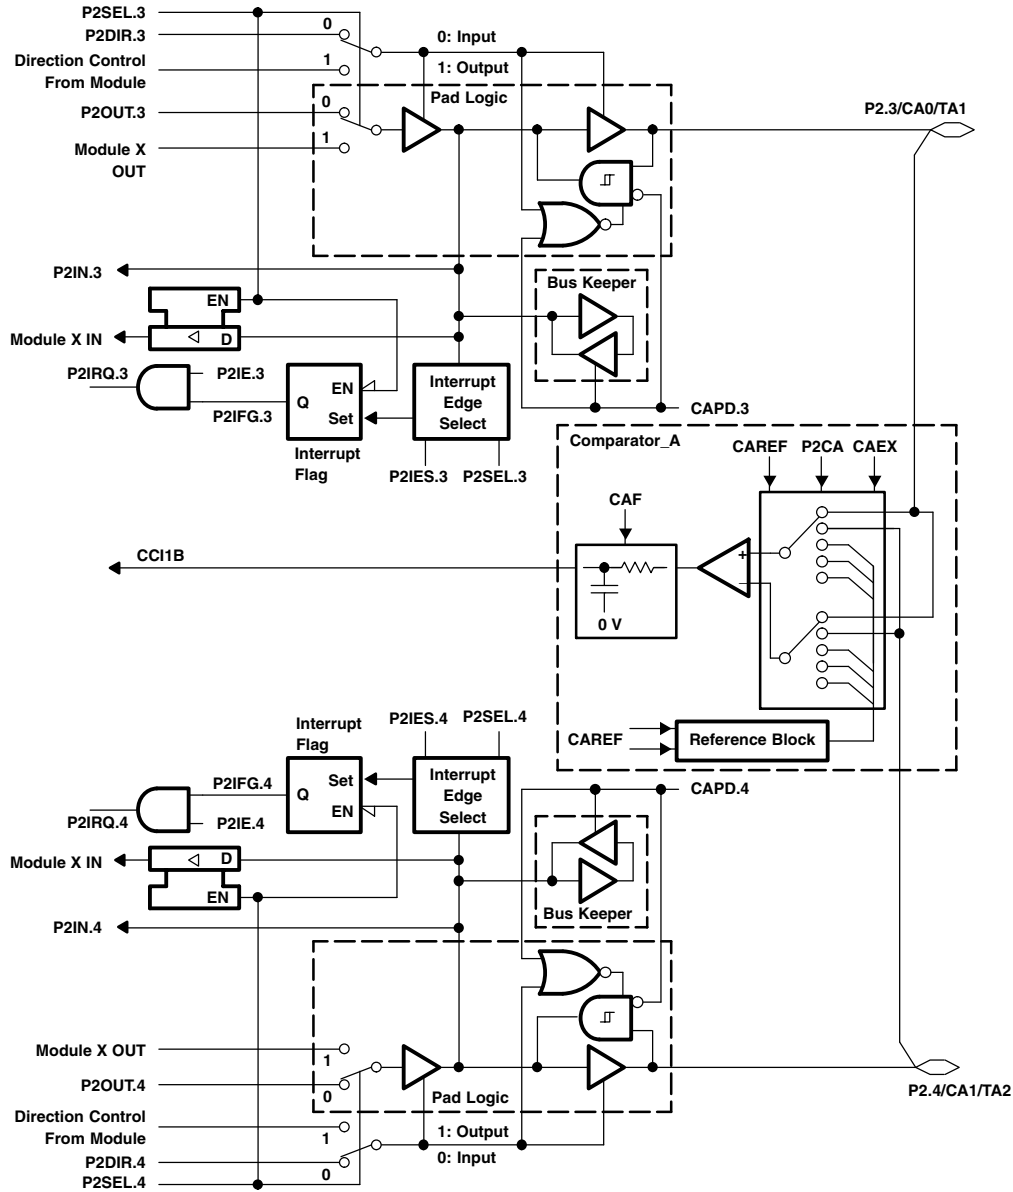 P2SEL.3
0
P2DIR.3
0: Input
Direction Control
From Module
1
1: Output
Pad Logic
P2OUT.3
0
P2.3/CA0/TA1
Module X
OUT
1
P2IN.3
Bus Keeper
EN
Module X IN
D
P2IRQ.3
P2IE.3
P2IFG.3
Q
EN
Set
Interrupt
Edge
Select
Interrupt
Flag
P2IES.3
P2SEL.3
CAPD.3
Comparator_A
CAREF
P2CA
CAEX
CAF
CCI1B
+
−
0 V
CAREF
Reference Block
Interrupt
Flag
P2IES.4
P2SEL.4
P2IFG.4
Q
Set
EN
Interrupt
Edge
Select
CAPD.4
P2IRQ.4
P2IE.4
Module X IN
D
EN
Bus Keeper
P2IN.4
Module X OUT
1
P2OUT.4
0
Pad Logic
P2.4/CA1/TA2
Direction Control
From Module
1
1: Output
0: Input
P2DIR.4
0
P2SEL.4